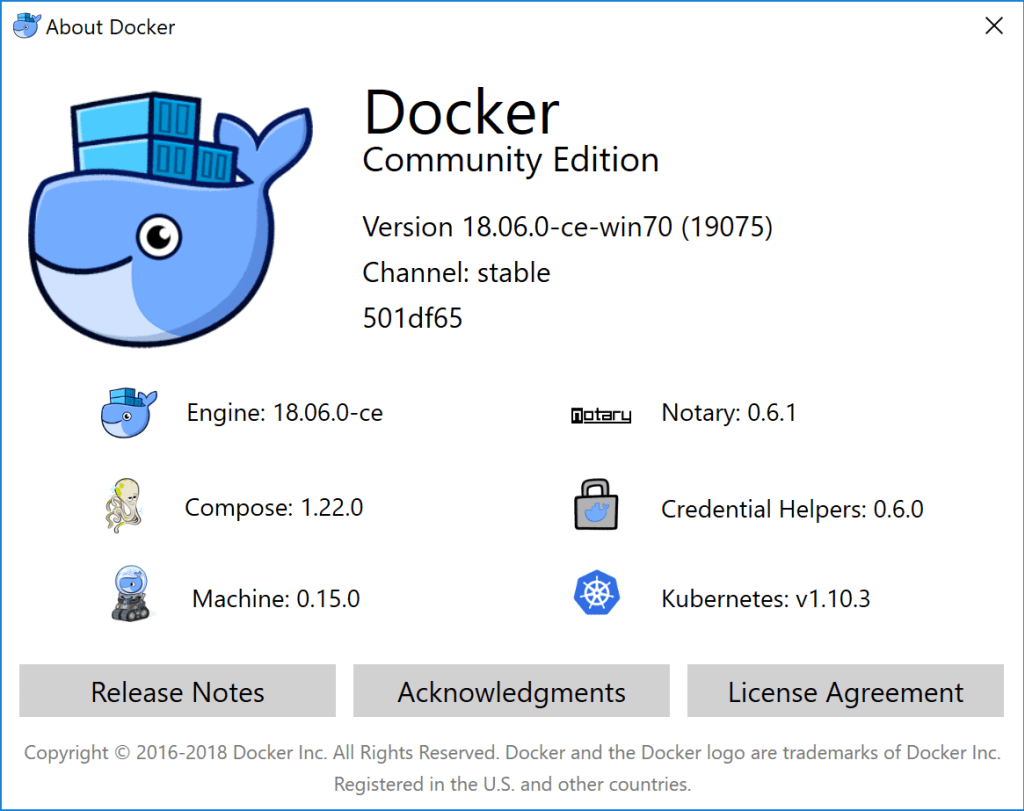 About Docker
Docker
Community Edition
Version 18.06.0-ce-win70 (19075)
Channel: stable
501df65
Engine: 18.06.0-ce
notary
Notary: 0.6.1
Compose: 1.22.0
Credential Helpers: 0.6.0
Machine: 0.15.0
Kubernetes: v1.10.3
Release Notes
Acknowledgments
License Agreement
Copyright © 2016-2018 Docker Inc. All Rights Reserved. Docker and the Docker logo are trademarks of Docker Inc.
Registered in the U.S. and other countries.